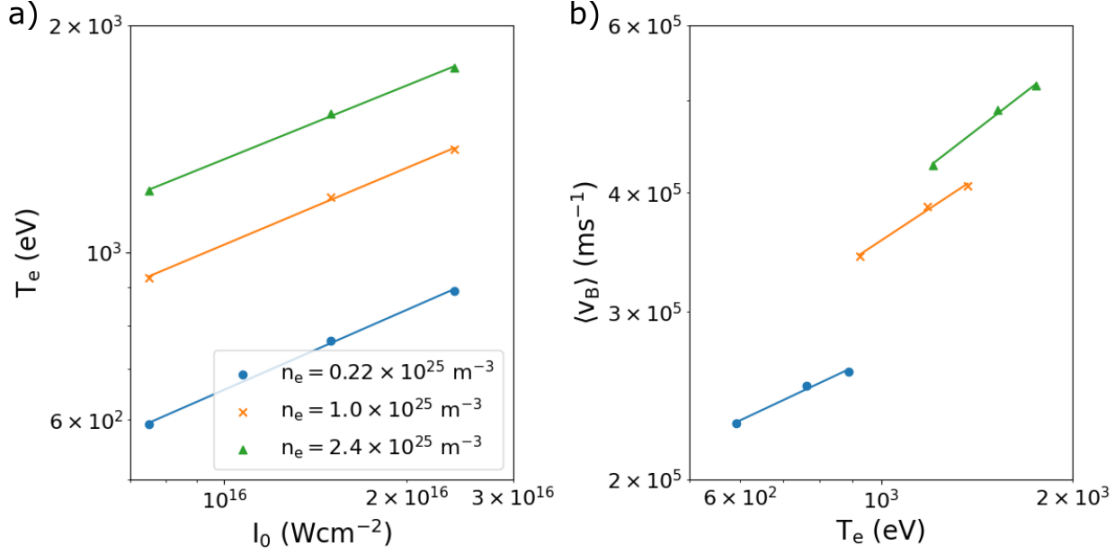 a)
2 × 10³
10³
6 × 10²
Tₑ (eV)
nₑ = 0.22 × 10²⁵ m⁻³
nₑ = 1.0 × 10²⁵ m⁻³
nₑ = 2.4 × 10²⁵ m⁻³
10¹⁶
2 × 10¹⁶
3 × 10¹⁶
I₀ (Wcm⁻²)
b)
6 × 10⁵
4 × 10⁵
3 × 10⁵
2 × 10⁵
⟨v_B⟩ (ms⁻¹)
6 × 10²
10³
2 × 10³
Tₑ (eV)